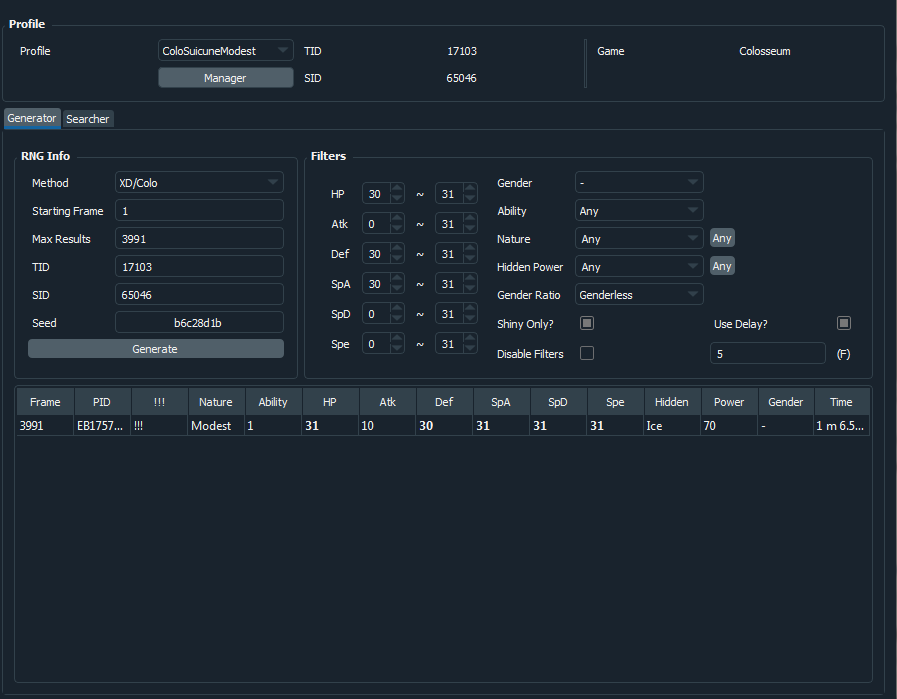 Profile
Profile ColoSuicuneModest TID 17103 Game Colosseum
Manager SID 65046
Generator Searcher
RNG Info
Method XD/Colo
Starting Frame 1
Max Results 3991
TID 17103
SID 65046
Seed b6c28d1b
Generate
Filters
HP 30 ~ 31
Atk 0 ~ 31
Def 30 ~ 31
SpA 30 ~ 31
SpD 0 ~ 31
Spe 0 ~ 31
Gender -
Ability Any
Nature Any Any
Hidden Power Any Any
Gender Ratio Genderless
Shiny Only? Use Delay?
Disable Filters 5 (F)
Frame PID !!! Nature Ability HP Atk Def SpA SpD Spe Hidden Power Gender Time
3991 EB1757... !!! Modest 1 31 10 30 31 31 31 Ice 70 - 1 m 6.5...